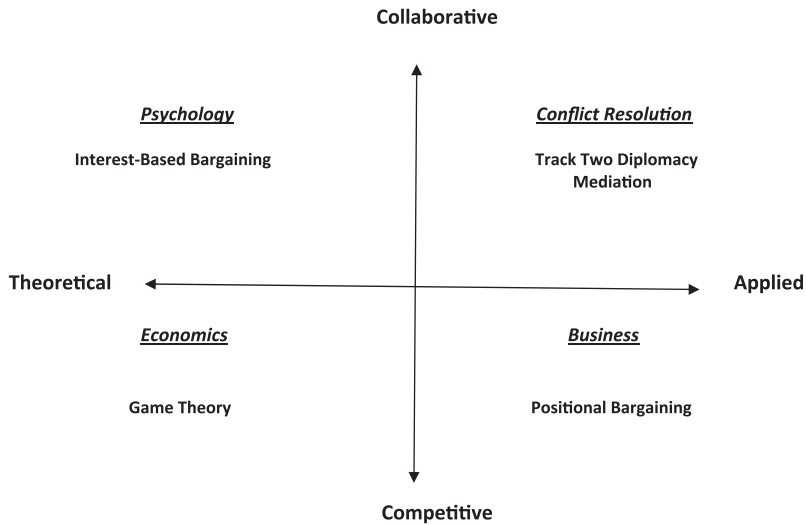 Collaborative
Psychology
Conflict Resolution
Interest-Based Bargaining
Track Two Diplomacy
Mediation
Theoretical
Applied
Economics
Business
Game Theory
Positional Bargaining
Competitive